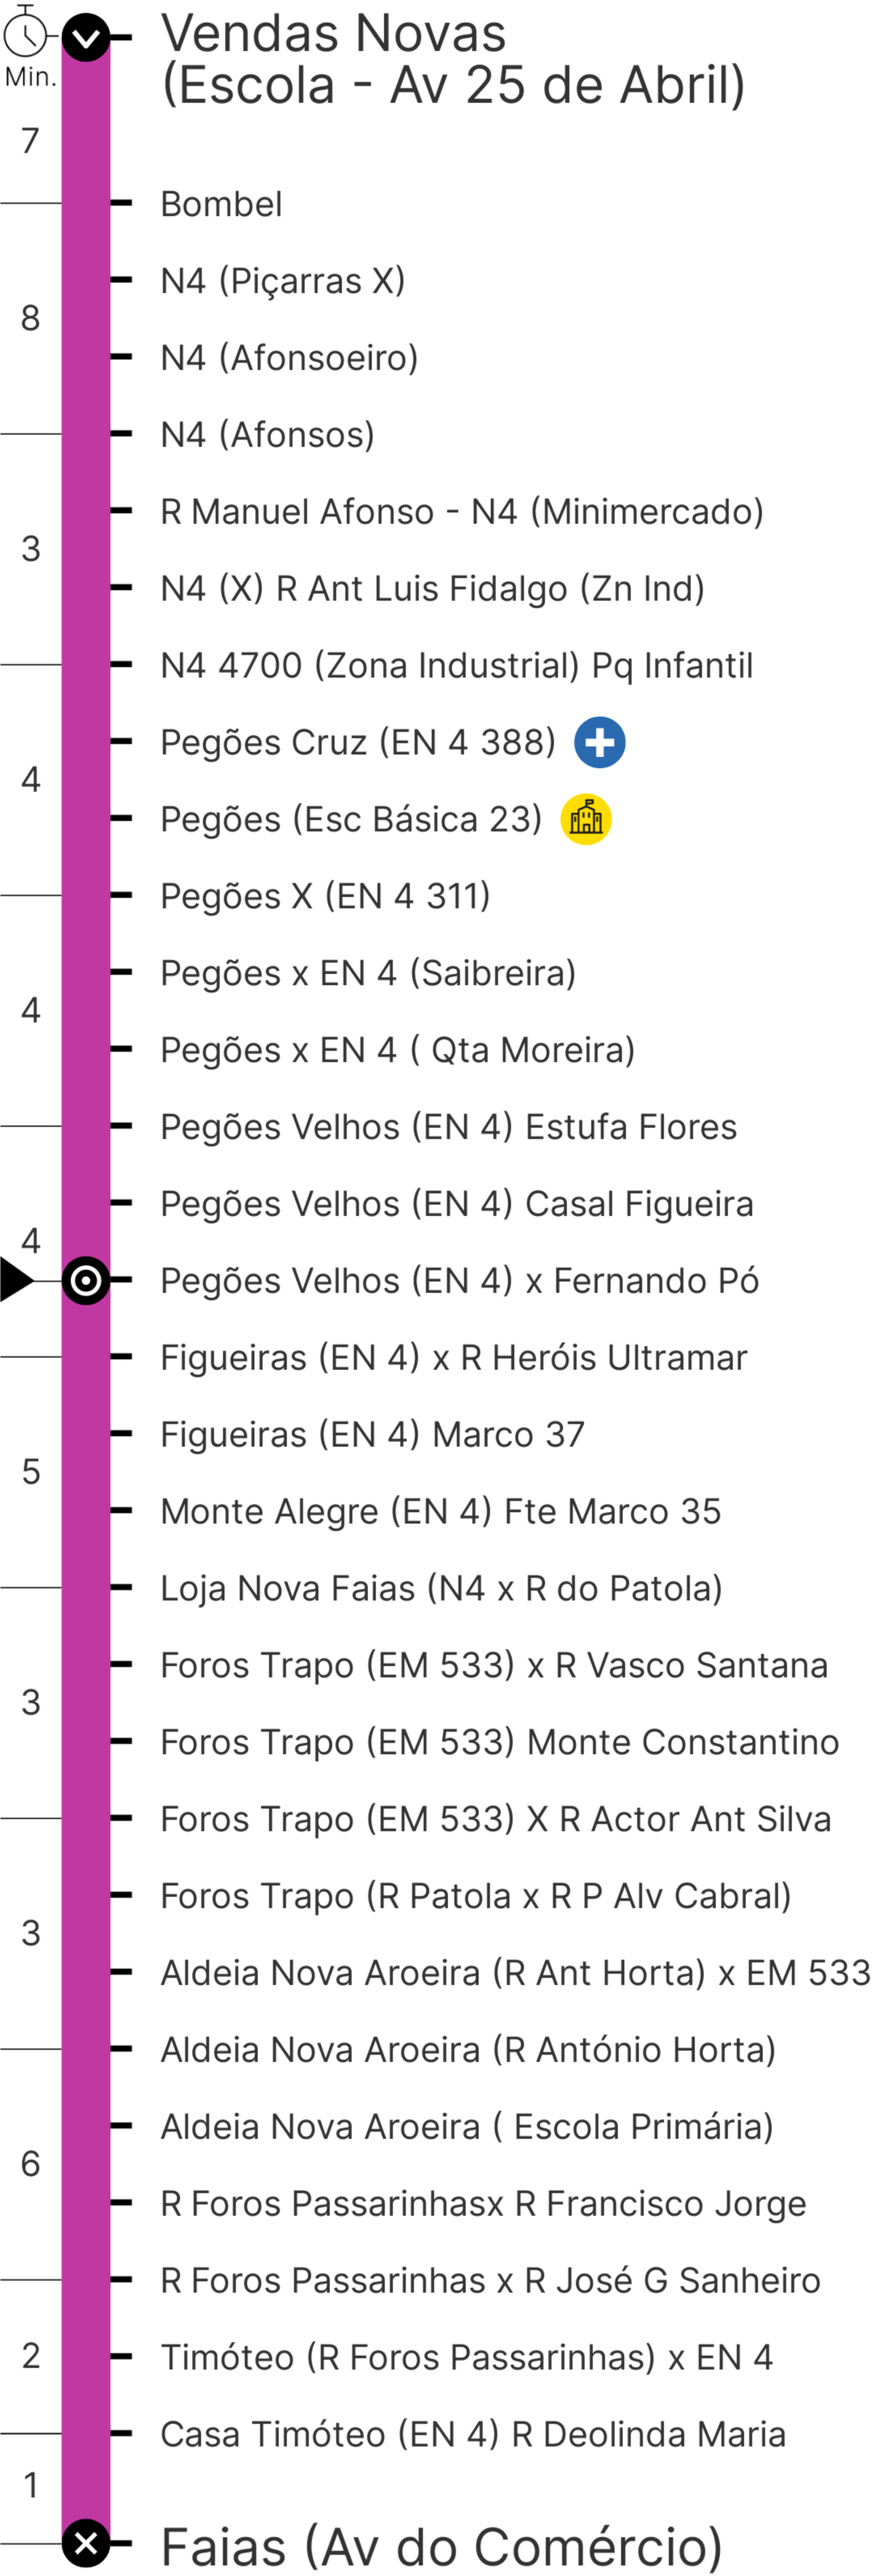 Vendas Novas
(Escola - Av 25 de Abril)
Min.
7
Bombel
N4 (Piçarras X)
8
N4 (Afonsoeiro)
N4 (Afonsos)
R Manuel Afonso - N4 (Minimercado)
3
N4 (X) R Ant Luis Fidalgo (Zn Ind)
N4 4700 (Zona Industrial) Pq Infantil
Pegões Cruz (EN 4 388)
4
Pegões (Esc Básica 23)
Pegões X (EN 4 311)
Pegões x EN 4 (Saibreira)
4
Pegões x EN 4 ( Qta Moreira)
Pegões Velhos (EN 4) Estufa Flores
Pegões Velhos (EN 4) Casal Figueira
4
Pegões Velhos (EN 4) x Fernando Pó
Figueiras (EN 4) x R Heróis Ultramar
Figueiras (EN 4) Marco 37
5
Monte Alegre (EN 4) Fte Marco 35
Loja Nova Faias (N4 x R do Patola)
Foros Trapo (EM 533) x R Vasco Santana
3
Foros Trapo (EM 533) Monte Constantino
Foros Trapo (EM 533) X R Actor Ant Silva
Foros Trapo (R Patola x R P Alv Cabral)
3
Aldeia Nova Aroeira (R Ant Horta) x EM 533
Aldeia Nova Aroeira (R António Horta)
Aldeia Nova Aroeira ( Escola Primária)
6
R Foros Passarinhasx R Francisco Jorge
R Foros Passarinhas x R José G Sanheiro
2
Timóteo (R Foros Passarinhas) x EN 4
Casa Timóteo (EN 4) R Deolinda Maria
1
Faias (Av do Comércio)